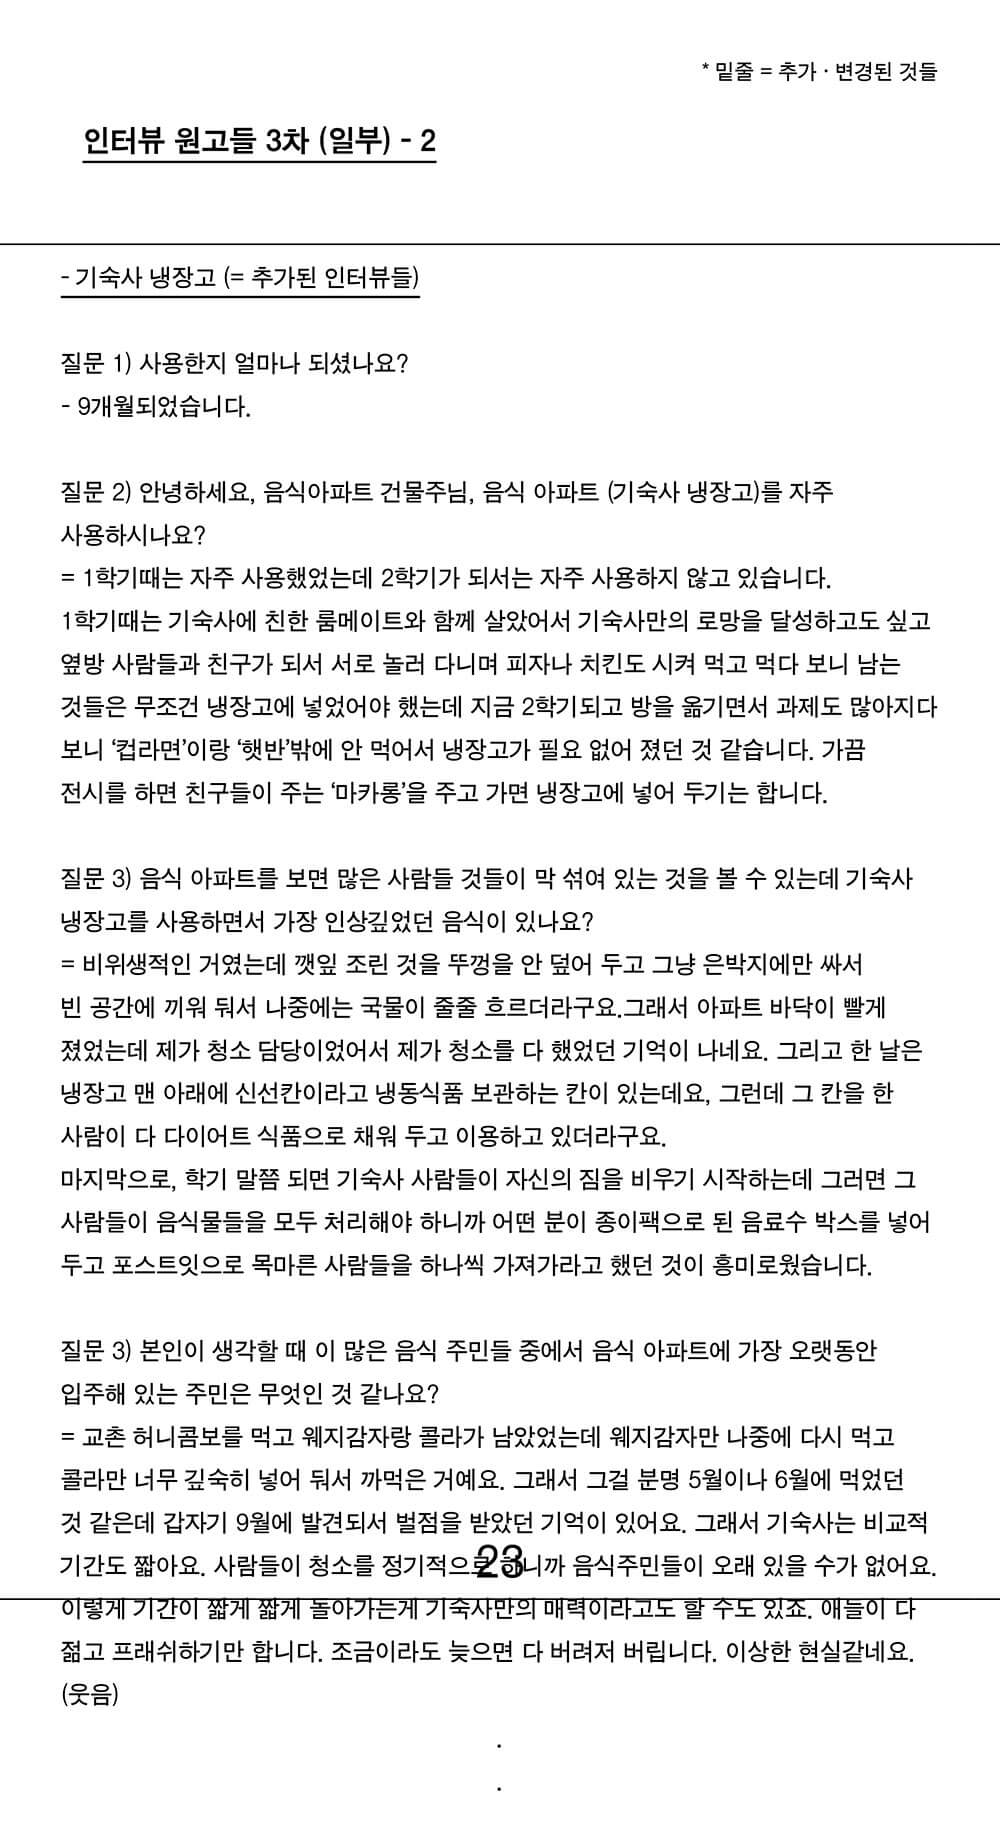 * 밑줄 = 추가 · 변경된 것들
인터뷰 원고들 3차 (일부) - 2
- 기숙사 냉장고 (= 추가된 인터뷰들)
질문 1) 사용한지 얼마나 되셨나요?
- 9개월되었습니다.
질문 2) 안녕하세요, 음식아파트 건물주님, 음식 아파트 (기숙사 냉장고)를 자주
사용하시나요?
= 1학기때는 자주 사용했었는데 2학기가 되서는 자주 사용하지 않고 있습니다.
1학기때는 기숙사에 친한 룸메이트와 함께 살았어서 기숙사만의 로망을 달성하고도 싶고
옆방 사람들과 친구가 되서 서로 놀러 다니며 피자나 치킨도 시켜 먹고 먹다 보니 남는
것들은 무조건 냉장고에 넣었어야 했는데 지금 2학기되고 방을 옮기면서 과제도 많아지다
보니 ‘컵라면’이랑 ‘햇반’밖에 안 먹어서 냉장고가 필요 없어 졌던 것 같습니다. 가끔
전시를 하면 친구들이 주는 ‘마카롱’을 주고 가면 냉장고에 넣어 두기는 합니다.
질문 3) 음식 아파트를 보면 많은 사람들 것들이 막 섞여 있는 것을 볼 수 있는데 기숙사
냉장고를 사용하면서 가장 인상깊었던 음식이 있나요?
= 비위생적인 거였는데 깻잎 조린 것을 뚜껑을 안 덮어 두고 그냥 은박지에만 싸서
빈 공간에 끼워 둬서 나중에는 국물이 줄줄 흐르더라구요.그래서 아파트 바닥이 빨게
졌었는데 제가 청소 담당이었어서 제가 청소를 다 했었던 기억이 나네요. 그리고 한 날은
냉장고 맨 아래에 신선칸이라고 냉동식품 보관하는 칸이 있는데요, 그런데 그 칸을 한
사람이 다 다이어트 식품으로 채워 두고 이용하고 있더라구요.
마지막으로, 학기 말쯤 되면 기숙사 사람들이 자신의 짐을 비우기 시작하는데 그러면 그
사람들이 음식물들을 모두 처리해야 하니까 어떤 분이 종이팩으로 된 음료수 박스를 넣어
두고 포스트잇으로 목마른 사람들을 하나씩 가져가라고 했던 것이 흥미로웠습니다.
질문 3) 본인이 생각할 때 이 많은 음식 주민들 중에서 음식 아파트에 가장 오랫동안
입주해 있는 주민은 무엇인 것 같나요?
= 교촌 허니콤보를 먹고 웨지감자랑 콜라가 남았었는데 웨지감자만 나중에 다시 먹고
콜라만 너무 깊숙히 넣어 둬서 까먹은 거예요. 그래서 그걸 분명 5월이나 6월에 먹었던
것 같은데 갑자기 9월에 발견되서 벌점을 받았던 기억이 있어요. 그래서 기숙사는 비교적
기간도 짧아요. 사람들이 청소를 정기적으로 하니까 음식주민들이 오래 있을 수가 없어요.
23
이렇게 기간이 짧게 짧게 돌아가는게 기숙사만의 매력이라고도 할 수도 있죠. 애들이 다
젊고 프래쉬하기만 합니다. 조금이라도 늦으면 다 버려저 버립니다. 이상한 현실같네요.
(웃음)
.
.